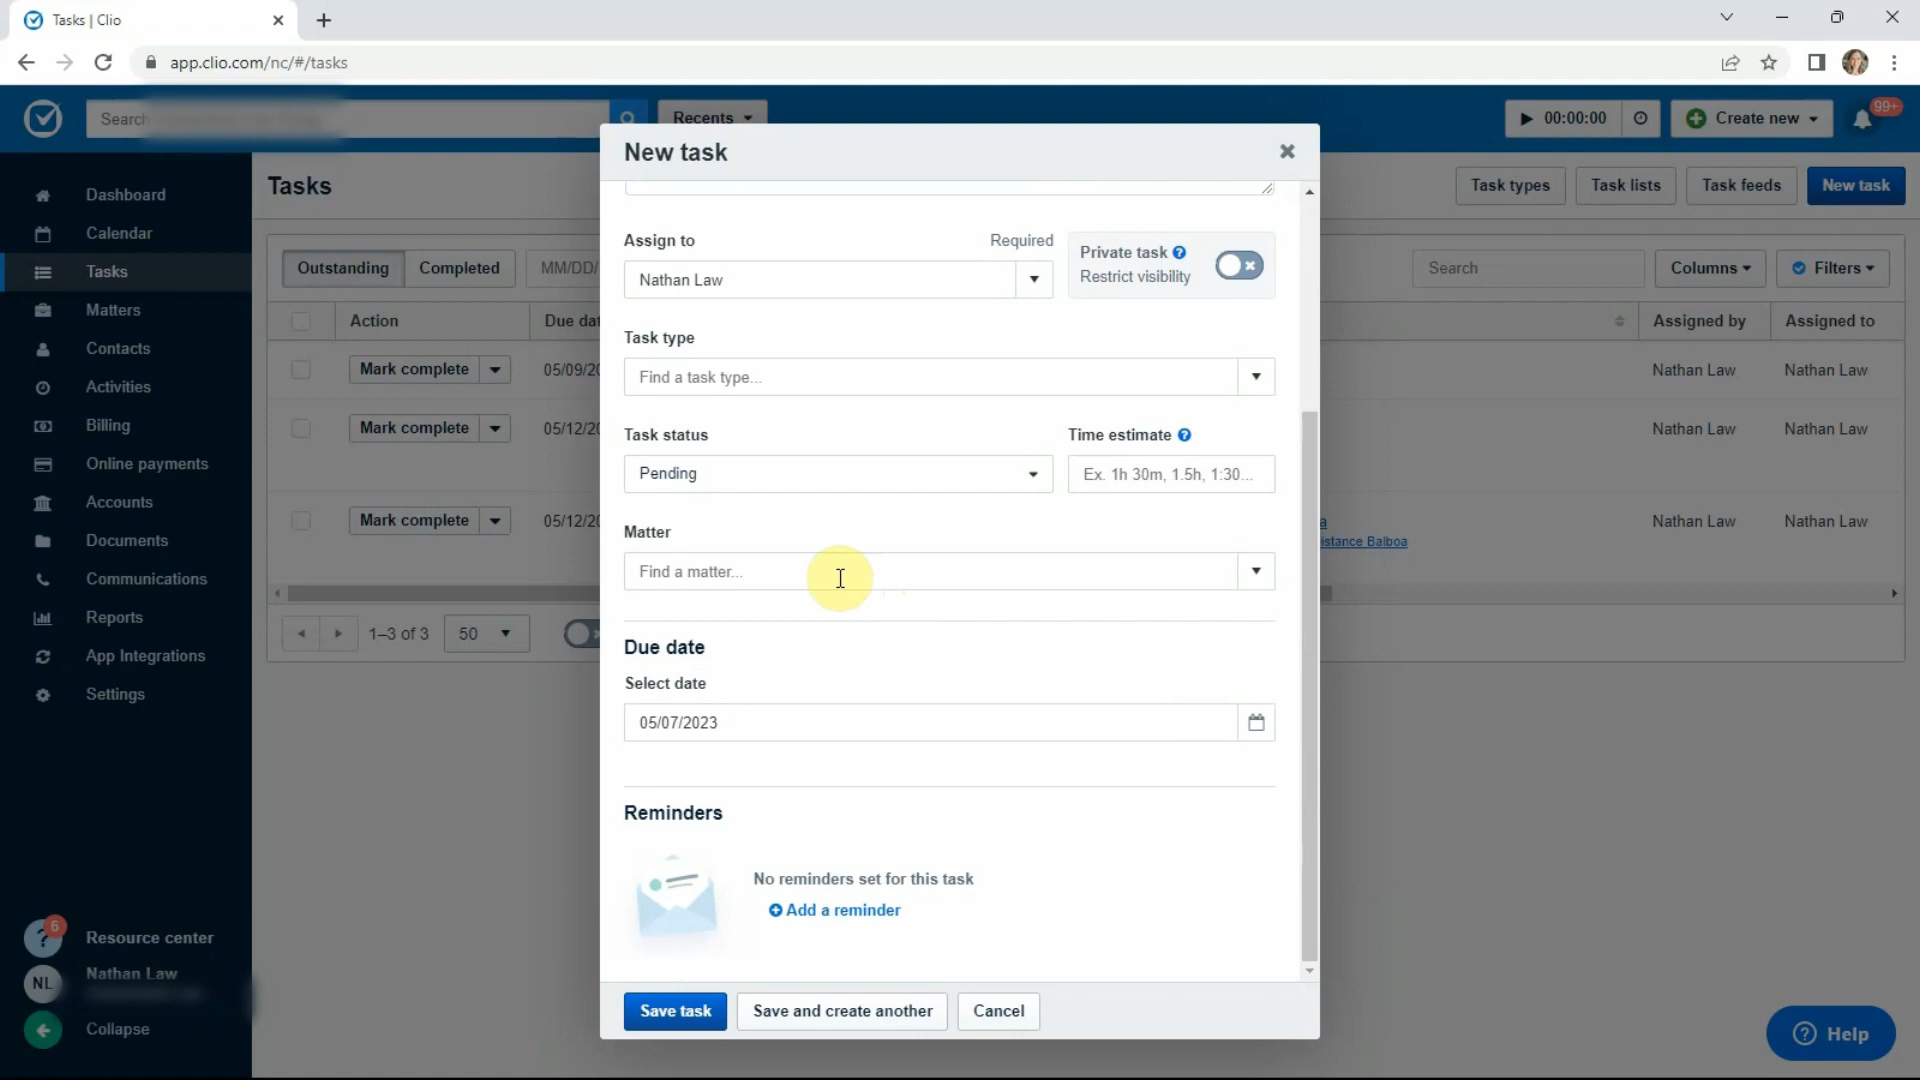 Tasks | Clio
app.clio.com/nc/#/tasks
Search
Recents
00:00:00
Create new
99+
New task
Dashboard
Calendar
Tasks
Matters
Contacts
Activities
Billing
Online payments
Accounts
Documents
Communications
Reports
App Integrations
Settings
6
Resource center
NL
Nathan Law
Collapse
Tasks
Task types
Task lists
Task feeds
New task
Outstanding
Completed
MM/DD/
Search
Columns
Filters
Action
Due dat
Assigned by
Assigned to
Mark complete
05/09/20
Nathan Law
Nathan Law
Mark complete
05/12/20
Nathan Law
Nathan Law
Mark complete
05/12/20
a
istance Balboa
Nathan Law
Nathan Law
1–3 of 3
50
Assign to
Required
Nathan Law
Private task
Restrict visibility
Task type
Find a task type...
Task status
Time estimate
Pending
Ex. 1h 30m, 1.5h, 1:30...
Matter
Find a matter...
Due date
Select date
05/07/2023
Reminders
No reminders set for this task
Add a reminder
Save task
Save and create another
Cancel
Help